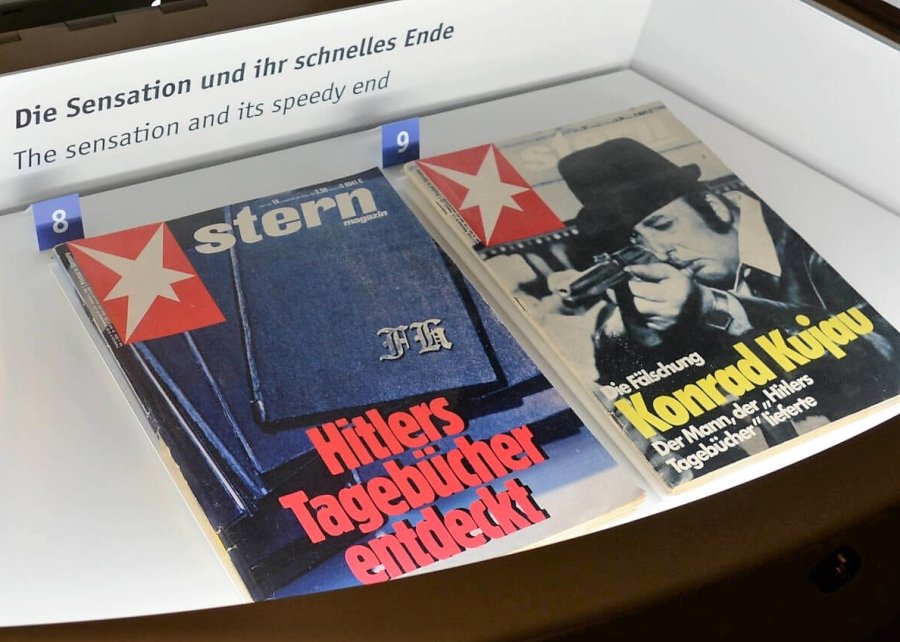 Die Sensation und ihr schnelles Ende
The sensation and its speedy end
8
stern
magazin
FH
Hitlers
Tagebücher
entdeckt
9
stern
Die Fälschung
Konrad Kujau
Der Mann, der „Hitlers
Tagebücher“ lieferte